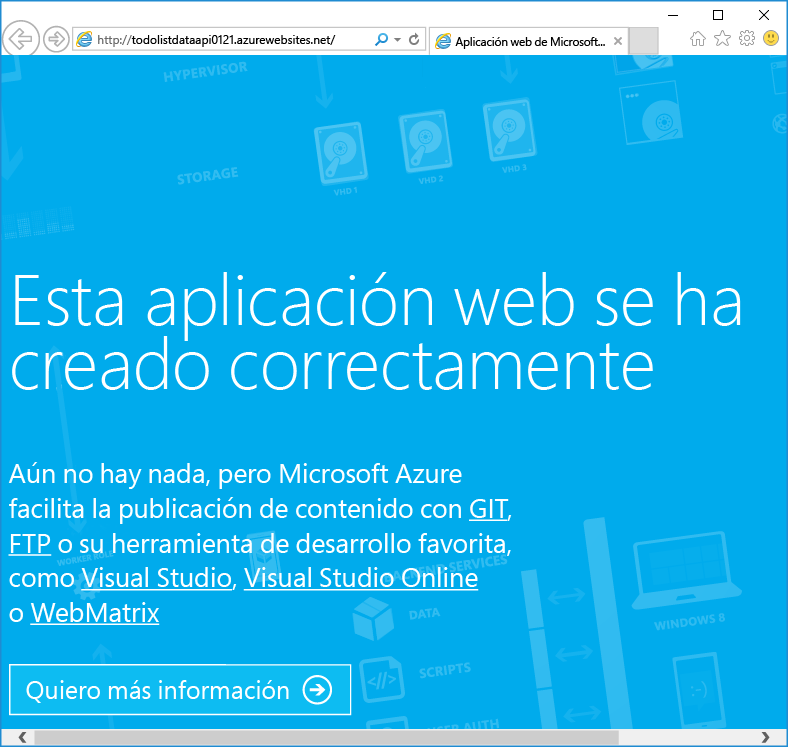 http://todolistdataapi0121.azurewebsites.net/
Aplicación web de Microsoft...
HYPERVISOR
STORAGE
VHD 1
VHD 2
VHD 3
Esta aplicación web se ha
creado correctamente
Aún no hay nada, pero Microsoft Azure
facilita la publicación de contenido con GIT,
FTP o su herramienta de desarrollo favorita,
como Visual Studio, Visual Studio Online
o WebMatrix
WORKER ROLE
BACKEND SERVICES
DATA
WINDOWS 8
SCRIPTS
:-)
</>
Quiero más información
USER AUTH